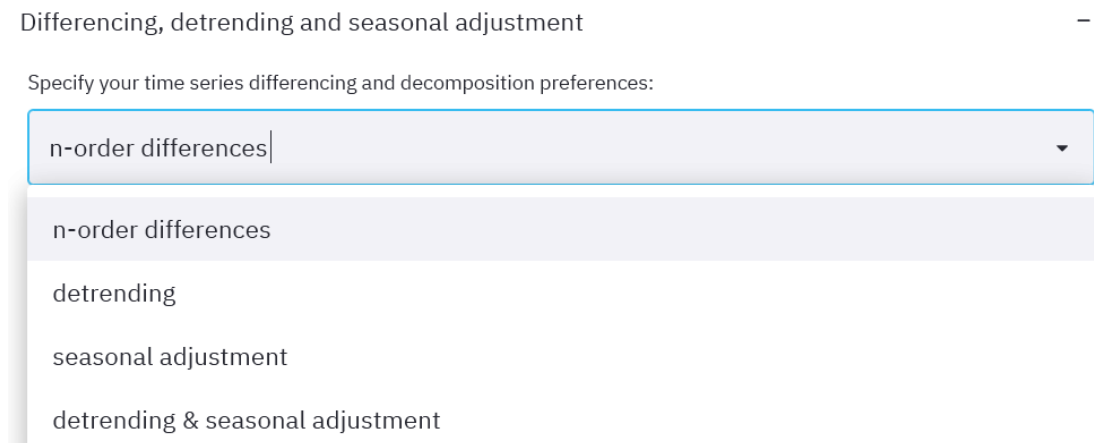 Differencing, detrending and seasonal adjustment –
Specify your time series differencing and decomposition preferences:
n-order differences
n-order differences
detrending
seasonal adjustment
detrending & seasonal adjustment